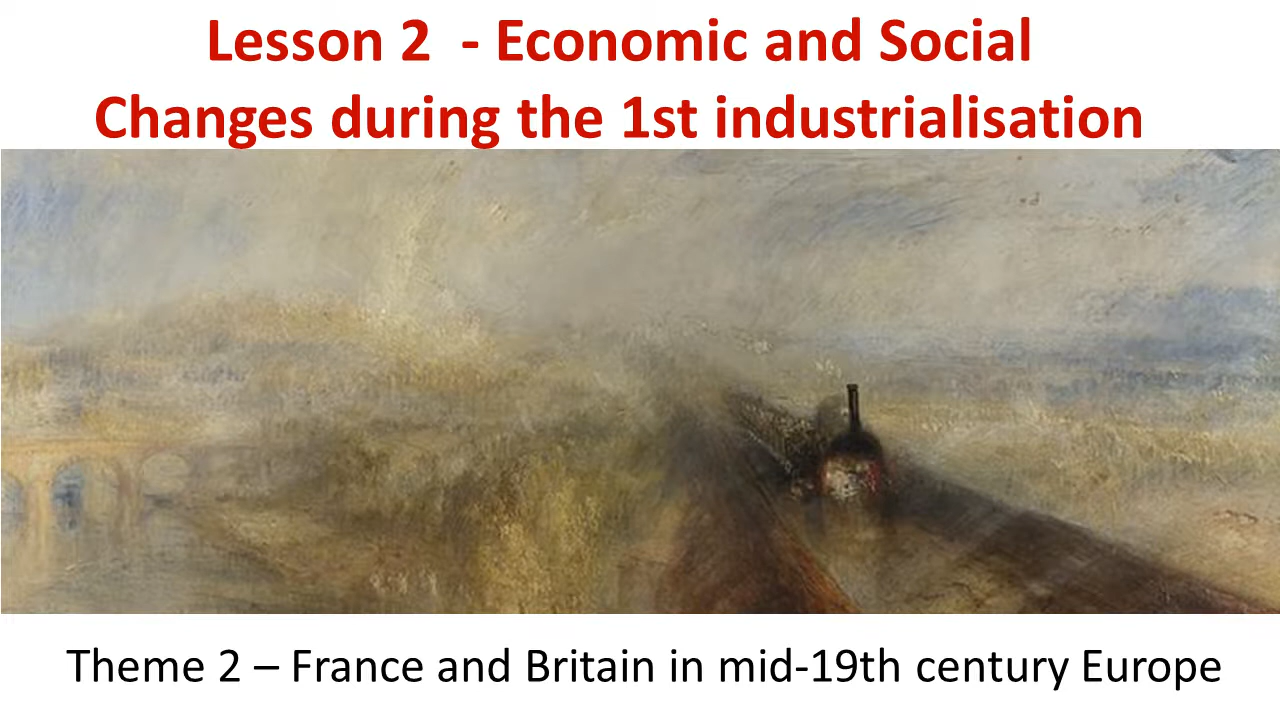 Lesson 2  - Economic and Social
Changes during the 1st industrialisation
Theme 2 – France and Britain in mid-19th century Europe